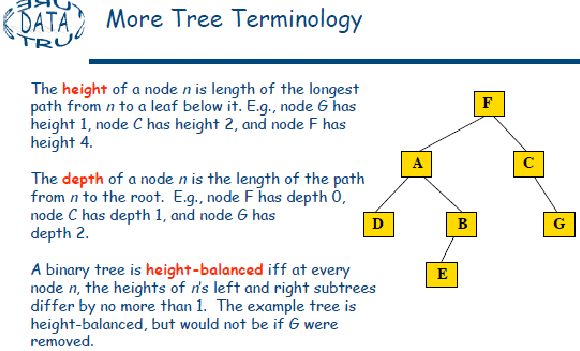 DATA
TRU
More Tree Terminology
The height of a node n is length of the longest
path from n to a leaf below it. E.g., node G has
height 1, node C has height 2, and node F has
height 4.
The depth of a node n is the length of the path
from n to the root. E.g., node F has depth 0,
node C has depth 1, and node G has
depth 2.
A binary tree is height-balanced iff at every
node n, the heights of n's left and right subtrees
differ by no more than 1. The example tree is
height-balanced, but would not be if G were
removed.
F
A C
D B G
E